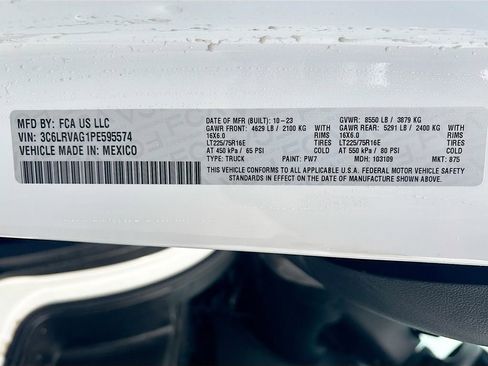 MFD BY: FCA US LLC
VIN: 3C6LRVAG1PE595574
VEHICLE MADE IN: MEXICO
DATE OF MFR (BUILT): 10-23 GVWR: 8550 LB / 3879 KG
GAWR FRONT: 4629 LB / 2100 KG GAWR REAR: 5291 LB / 2400 KG
16X6.0 RIMS 16X6.0 RIMS
LT225/75R16E TIRES LT225/75R16E TIRES
AT 450 kPa / 65 PSI COLD AT 550 kPa / 80 PSI COLD
TYPE: TRUCK PAINT: PW7 MDH: 103109 MKT: 875
THIS VEHICLE CONFORMS TO ALL APPLICABLE U.S.A. FEDERAL MOTOR VEHICLE SAFETY
STANDARDS IN EFFECT ON THE DATE OF MANUFACTURE SHOWN ABOVE.